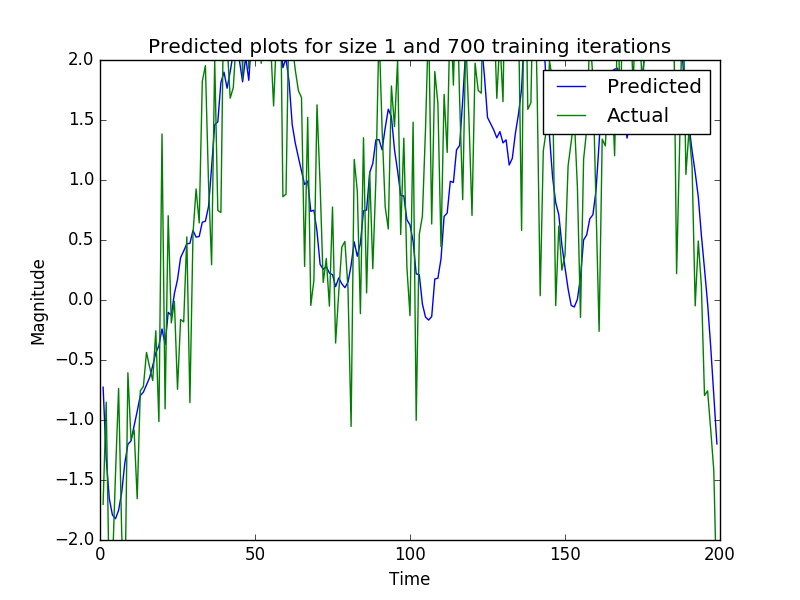 Predicted plots for size 1 and 700 training iterations
2.0
1.5
1.0
0.5
0.0
−0.5
−1.0
−1.5
−2.0
Magnitude
Predicted
Actual
0 50 100 150 200
Time